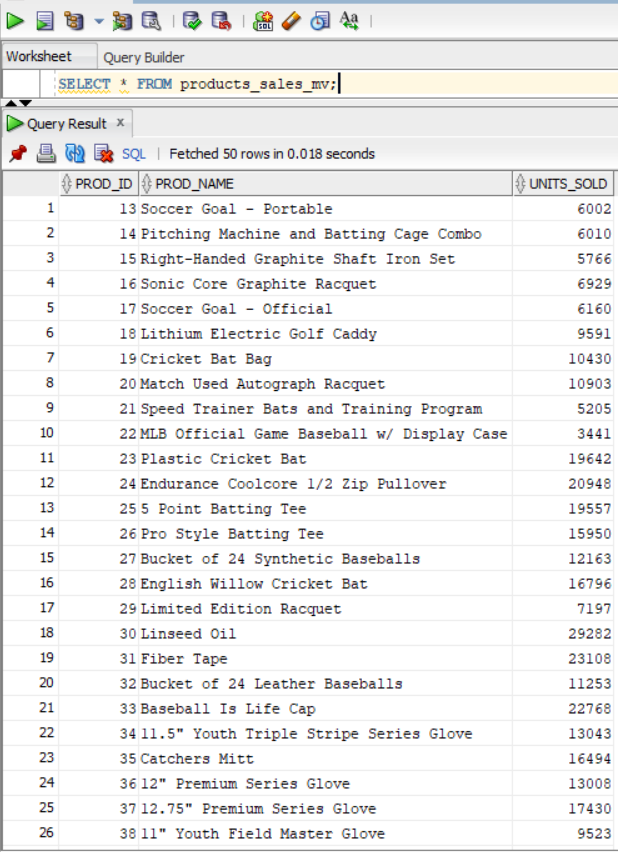 SQL Aa
Worksheet Query Builder
SELECT * FROM products_sales_mv;
Query Result x
SQL | Fetched 50 rows in 0.018 seconds
PROD_ID PROD_NAME UNITS_SOLD
1 13 Soccer Goal - Portable 6002
2 14 Pitching Machine and Batting Cage Combo 6010
3 15 Right-Handed Graphite Shaft Iron Set 5766
4 16 Sonic Core Graphite Racquet 6929
5 17 Soccer Goal - Official 6160
6 18 Lithium Electric Golf Caddy 9591
7 19 Cricket Bat Bag 10430
8 20 Match Used Autograph Racquet 10903
9 21 Speed Trainer Bats and Training Program 5205
10 22 MLB Official Game Baseball w/ Display Case 3441
11 23 Plastic Cricket Bat 19642
12 24 Endurance Coolcore 1/2 Zip Pullover 20948
13 25 5 Point Batting Tee 19557
14 26 Pro Style Batting Tee 15950
15 27 Bucket of 24 Synthetic Baseballs 12163
16 28 English Willow Cricket Bat 16796
17 29 Limited Edition Racquet 7197
18 30 Linseed Oil 29282
19 31 Fiber Tape 23108
20 32 Bucket of 24 Leather Baseballs 11253
21 33 Baseball Is Life Cap 22768
22 34 11.5" Youth Triple Stripe Series Glove 13043
23 35 Catchers Mitt 16494
24 36 12" Premium Series Glove 13008
25 37 12.75" Premium Series Glove 17430
26 38 11" Youth Field Master Glove 9523